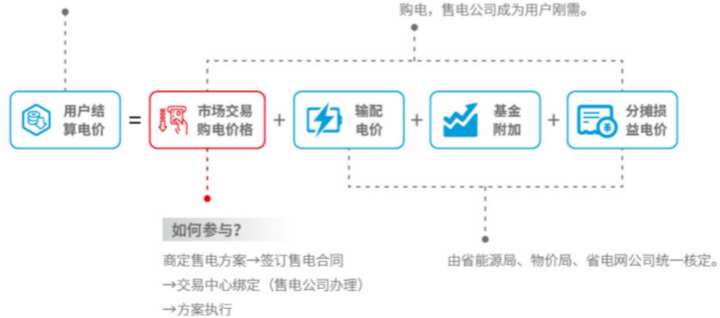 购电，售电公司成为用户刚需。
用户结
算电价
=
市场交易
购电价格
+
输配
电价
+
基金
附加
+
分摊损
益电价
如何参与?
商定售电方案→签订售电合同
→交易中心绑定（售电公司办理）
→方案执行
由省能源局、物价局、省电网公司统一核定。